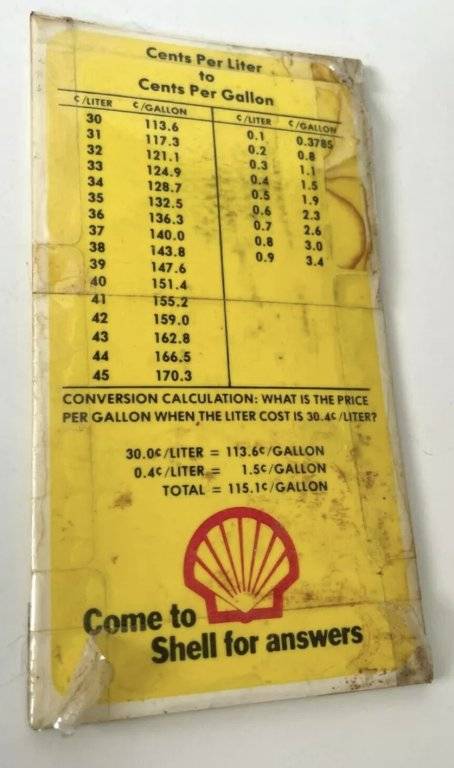 Cents Per Liter
to
Cents Per Gallon
¢/LITER ¢/GALLON ¢/LITER ¢/GALLON
30 113.6 0.1 0.3785
31 117.3 0.2 0.8
32 121.1 0.3 1.1
33 124.9 0.4 1.5
34 128.7 0.5 1.9
35 132.5 0.6 2.3
36 136.3 0.7 2.6
37 140.0 0.8 3.0
38 143.8 0.9 3.4
39 147.6
40 151.4
41 155.2
42 159.0
43 162.8
44 166.5
45 170.3
CONVERSION CALCULATION: WHAT IS THE PRICE
PER GALLON WHEN THE LITER COST IS 30.4¢/LITER?
30.0¢/LITER = 113.6¢/GALLON
0.4¢/LITER = 1.5¢/GALLON
TOTAL = 115.1¢/GALLON
Come to
Shell for answers